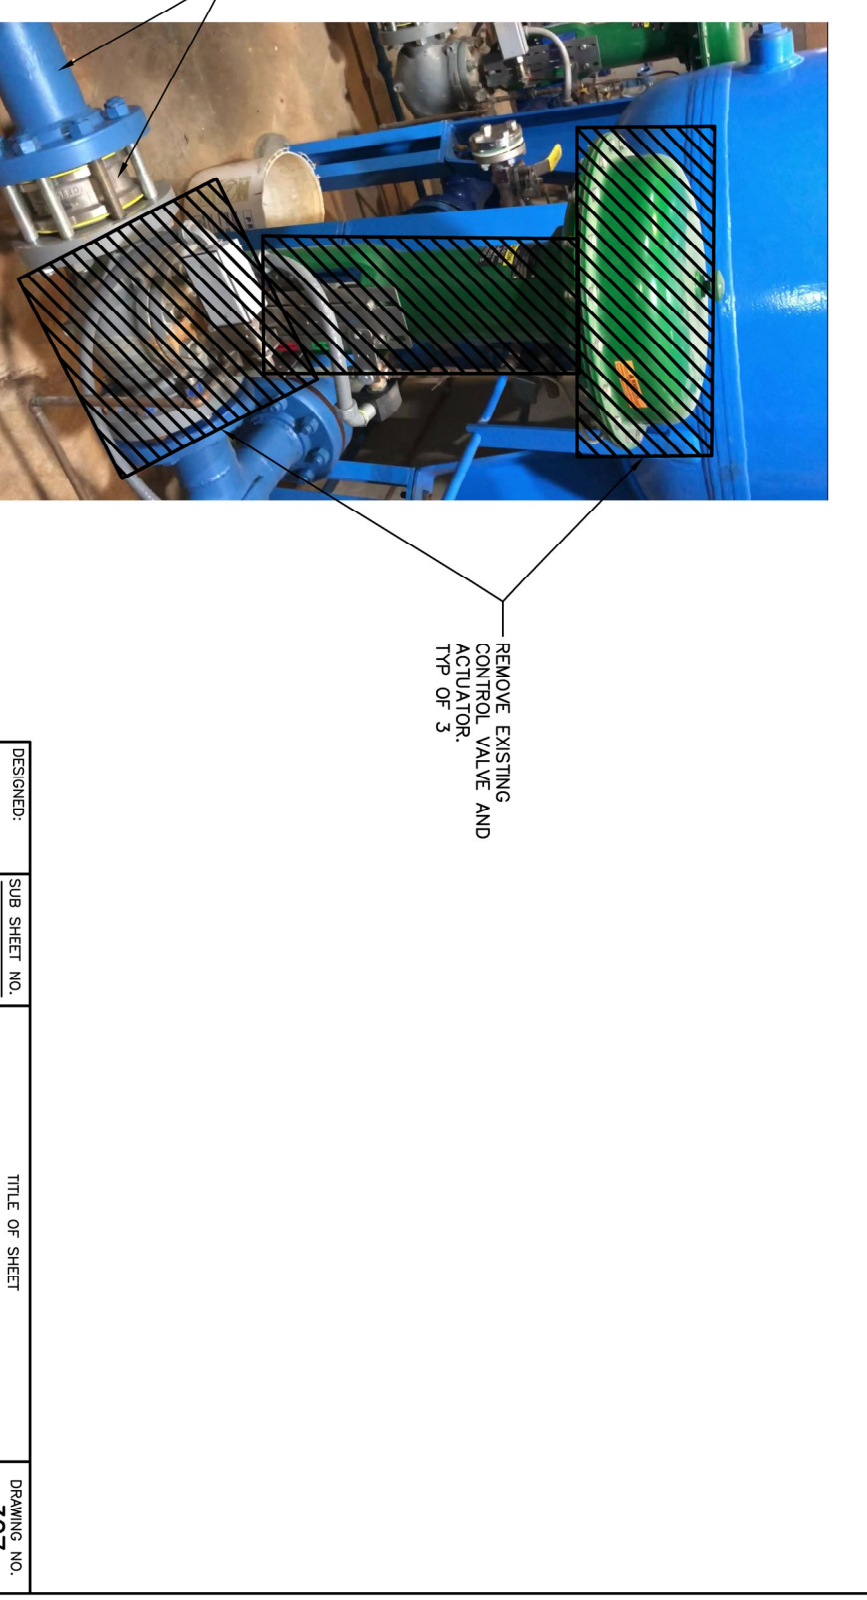 REMOVE EXISTING
CONTROL VALVE AND
ACTUATOR.
TYP OF 3
DESIGNED:
SUB SHEET NO.
TITLE OF SHEET
DRAWING NO.